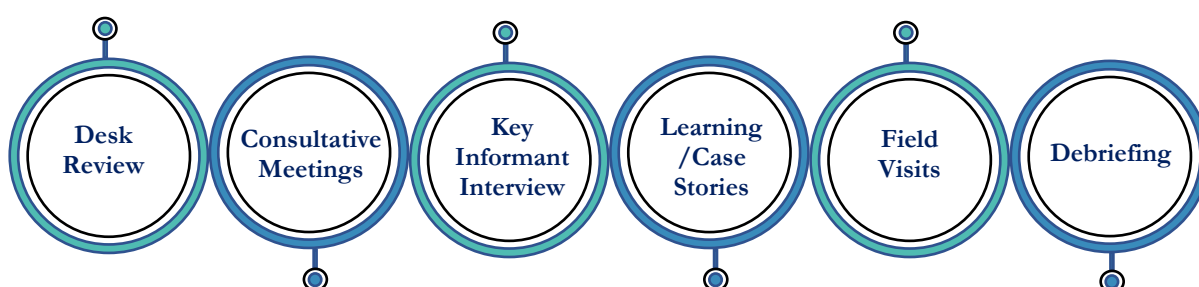 Desk
Review
Consultative
Meetings
Key
Informant
Interview
Learning
/Case
Stories
Field
Visits
Debriefing